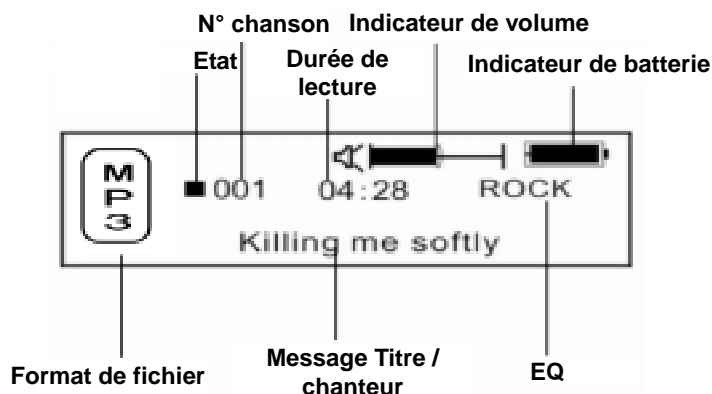 N° chanson
Indicateur de volume
Etat
Durée de
lecture
Indicateur de batterie
MP3
001
04:28
ROCK
Killing me softly
Format de fichier
Message Titre /
chanteur
EQ